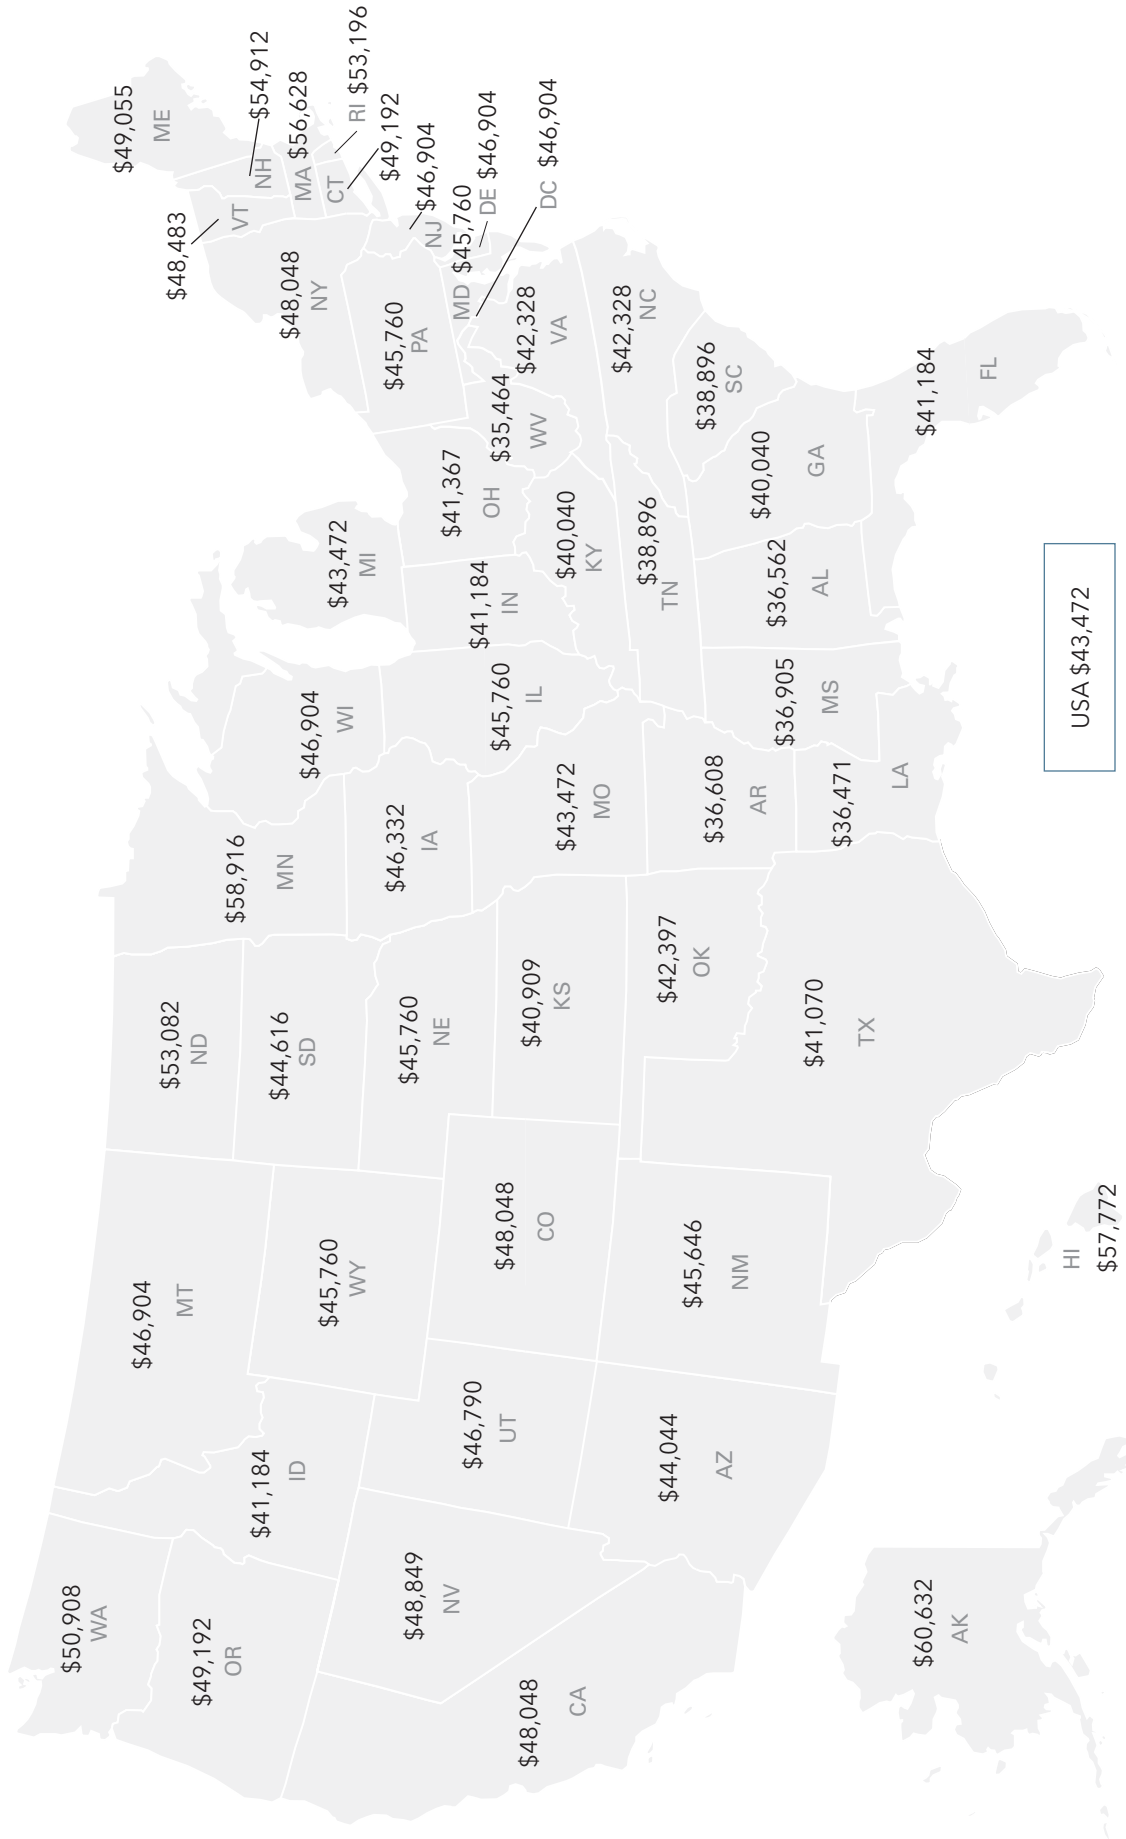 $50,908
WA
$49,192
OR
$48,048
CA
$48,849
NV
$41,184
ID
$46,904
MT
$45,760
WY
$46,790
UT
$44,044
AZ
$48,048
CO
$45,646
NM
$53,082
ND
$44,616
SD
$45,760
NE
$40,909
KS
$42,397
OK
$41,070
TX
$58,916
MN
$46,332
IA
$43,472
MO
$36,608
AR
$36,471
LA
$46,904
WI
$45,760
IL
$36,905
MS
$43,472
MI
$41,184
IN
$40,040
KY
$38,896
TN
$36,562
AL
$41,367
OH
$35,464
WV
$40,040
GA
$41,184
FL
$38,896
SC
$42,328
NC
$42,328
VA
$45,760
PA
$48,048
NY
$48,483
VT
$49,055
ME
$54,912
NH
MA $56,628
RI $53,196
$49,192
CT
$46,904
NJ
MD $45,760
DE $46,904
DC $46,904
$60,632
AK
HI
$57,772
USA $43,472